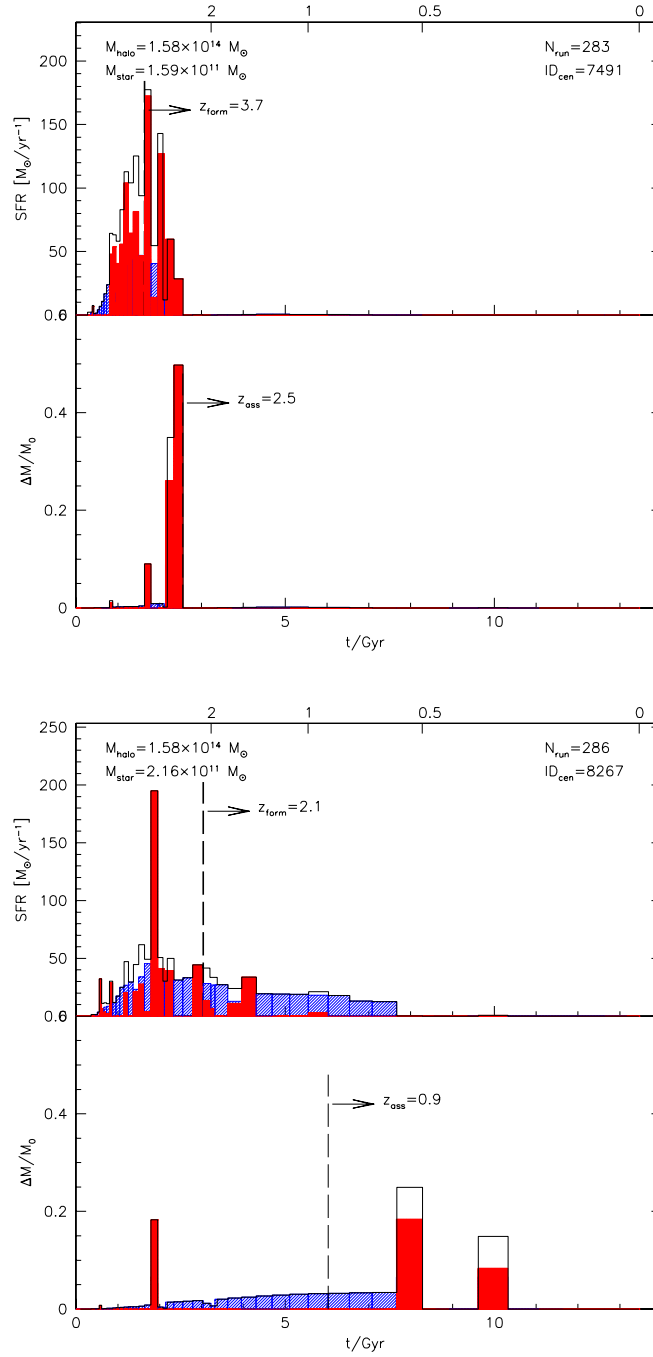 2 1 0.5 0
M_halo=1.58×10^14 M_⊙ N_run=283
M_star=1.59×10^11 M_⊙ ID_cen=7491
z_form=3.7
200
150
100
50
0
SFR [M_⊙/yr^-1]
0.6
z_ass=2.5
0.4
0.2
0
ΔM/M_0
0 5 10
t/Gyr
2 1 0.5 0
250
M_halo=1.58×10^14 M_⊙ N_run=286
M_star=2.16×10^11 M_⊙ ID_cen=8267
z_form=2.1
200
150
100
50
0
SFR [M_⊙/yr^-1]
0.6
z_ass=0.9
0.4
0.2
0
ΔM/M_0
0 5 10
t/Gyr